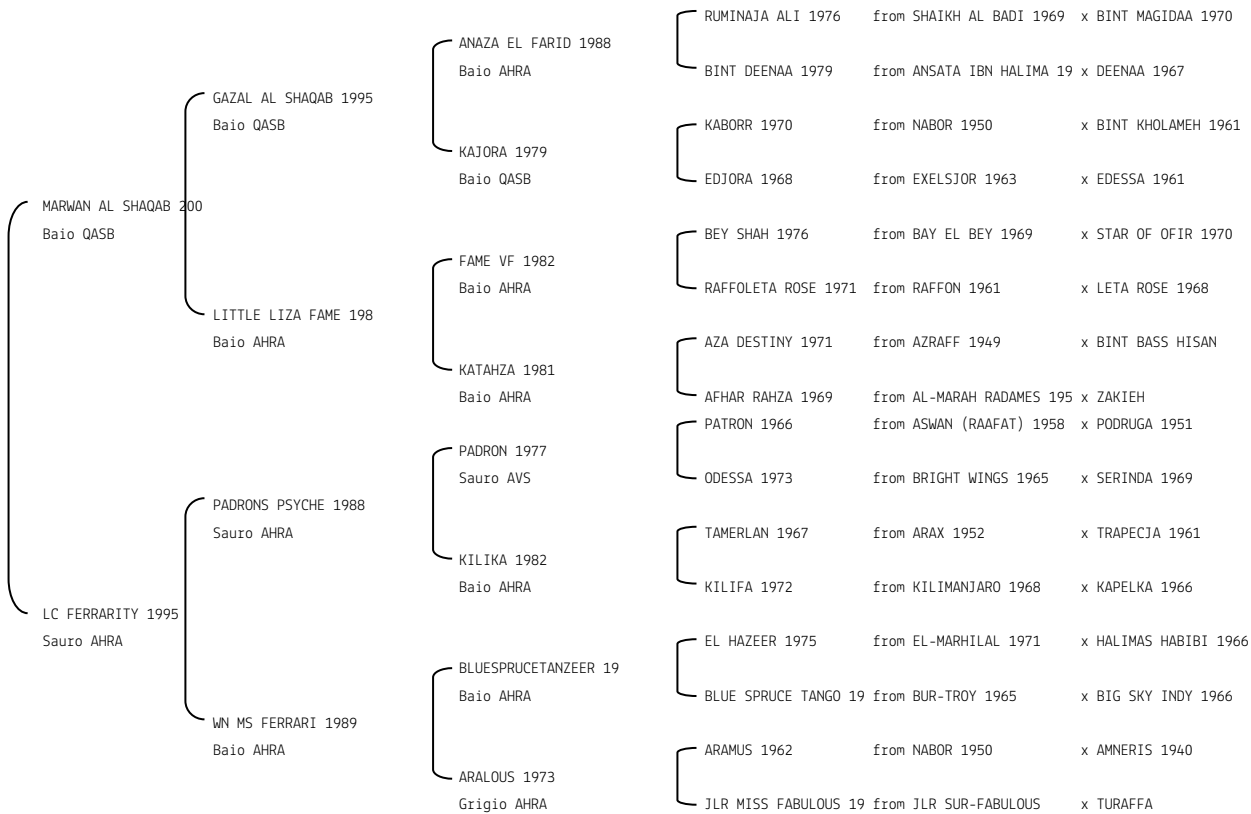 RUMINAJA ALI 1976 from SHAIKH AL BADI 1969 x BINT MAGIDAA 1970
ANAZA EL FARID 1988
Baio AHRA BINT DEENAA 1979 from ANSATA IBN HALIMA 19 x DEENAA 1967
GAZAL AL SHAQAB 1995
Baio QASB KABORR 1970 from NABOR 1950 x BINT KHOLAMEH 1961
KAJORA 1979
Baio QASB EDJORA 1968 from EXELSJOR 1963 x EDESSA 1961
MARWAN AL SHAQAB 200
Baio QASB BEY SHAH 1976 from BAY EL BEY 1969 x STAR OF OFIR 1970
FAME VF 1982
Baio AHRA RAFFOLETA ROSE 1971 from RAFFON 1961 x LETA ROSE 1968
LITTLE LIZA FAME 198
Baio AHRA AZA DESTINY 1971 from AZRAFF 1949 x BINT BASS HISAN
KATAHZA 1981
Baio AHRA AFHAR RAHZA 1969 from AL-MARAH RADAMES 195 x ZAKIEH
PATRON 1966 from ASWAN (RAAFAT) 1958 x PODRUGA 1951
PADRON 1977
Sauro AVS ODESSA 1973 from BRIGHT WINGS 1965 x SERINDA 1969
PADRONS PSYCHE 1988
Sauro AHRA TAMERLAN 1967 from ARAX 1952 x TRAPECJA 1961
KILIKA 1982
Baio AHRA KILIFA 1972 from KILIMANJARO 1968 x KAPELKA 1966
LC FERRARITY 1995
Sauro AHRA EL HAZEER 1975 from EL-MARHILAL 1971 x HALIMAS HABIBI 1966
BLUESPRUCETANZEER 19
Baio AHRA BLUE SPRUCE TANGO 19 from BUR-TROY 1965 x BIG SKY INDY 1966
WN MS FERRARI 1989
Baio AHRA ARAMUS 1962 from NABOR 1950 x AMNERIS 1940
ARALOUS 1973
Grigio AHRA JLR MISS FABULOUS 19 from JLR SUR-FABULOUS x TURAFFA